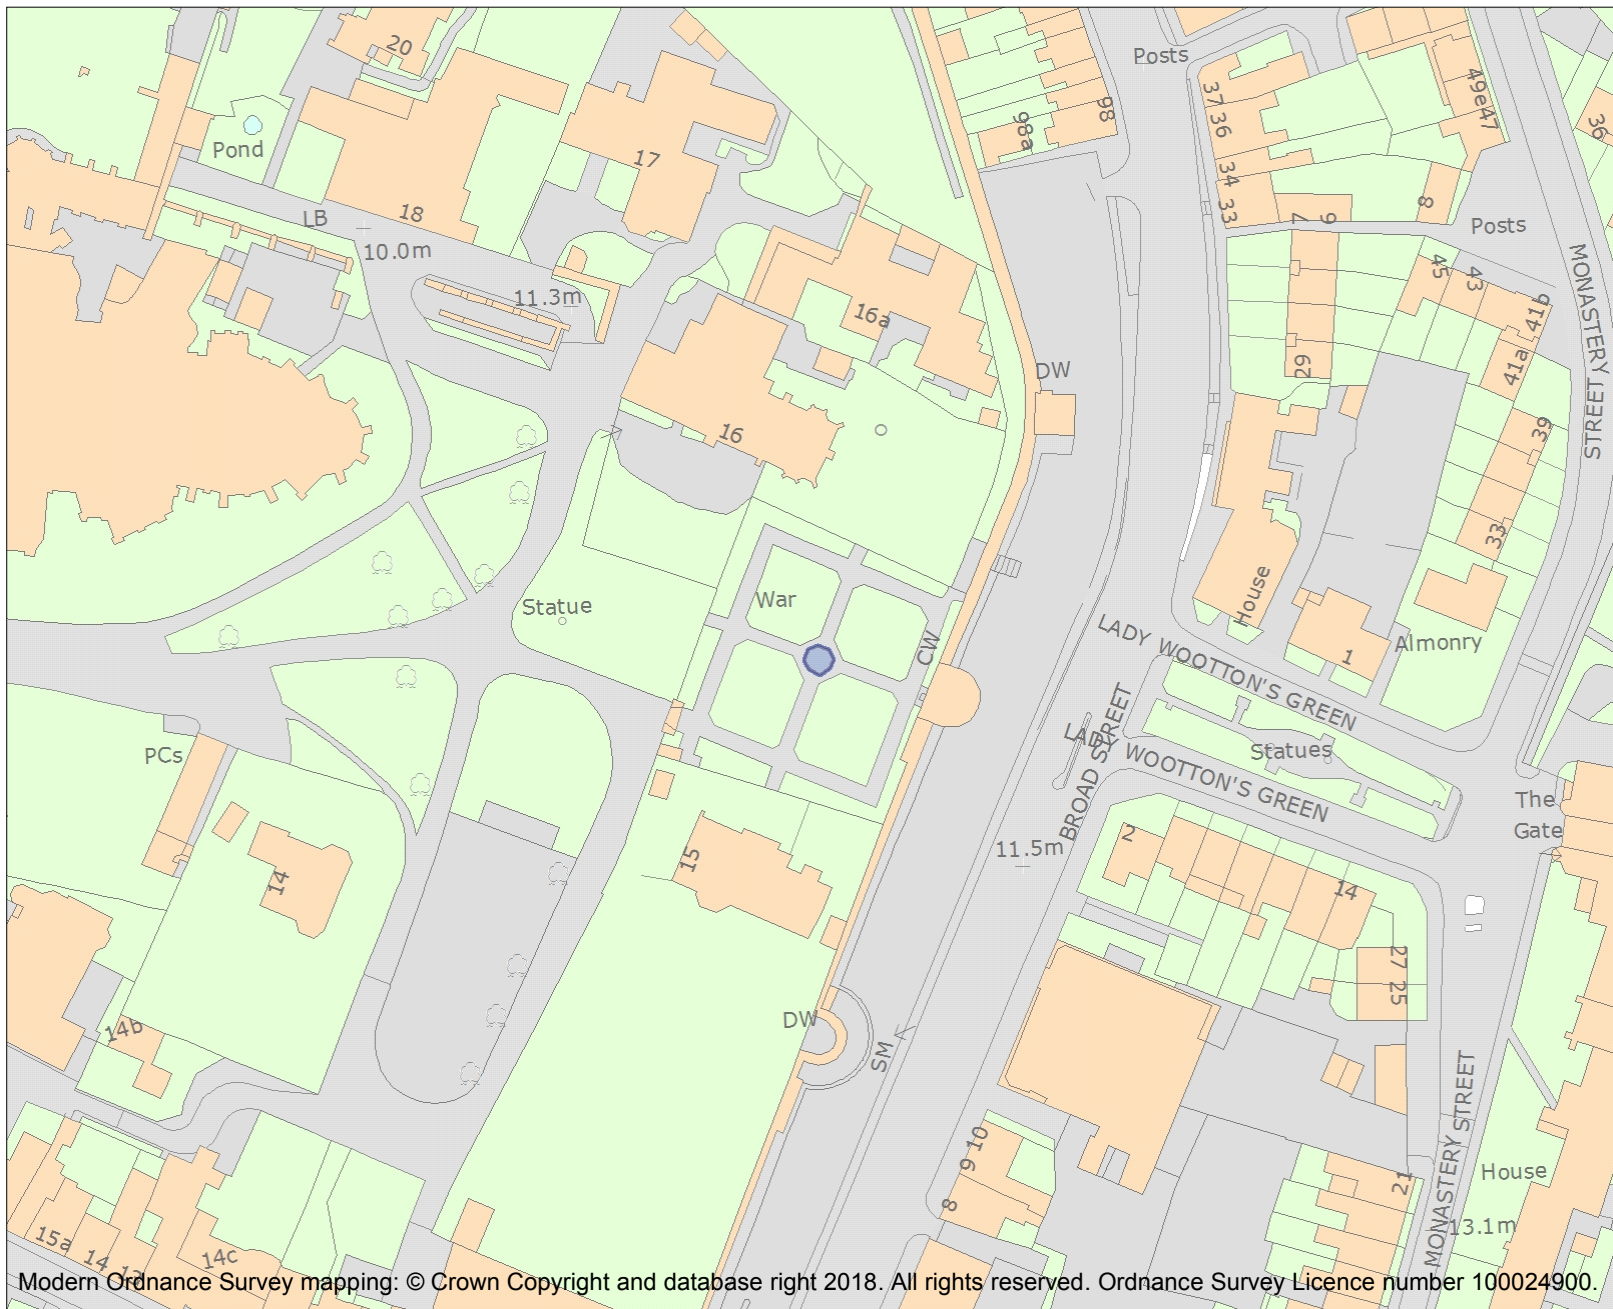 20
Posts
37
36
98a
98
49e47
36
Pond
17
34
33
7
6
8
Posts
LB
18
10.0m
11.3m
16a
45
43
41b
41a
MONASTERY STREET
DW
29
39
16
33
Statue
War
CW
House
Almonry
1
LADY WOOTTON'S GREEN
LADY WOOTTON'S GREEN
BROAD STREET
Statues
PCs
The
Gate
11.5m
2
15
14
14
27
25
14b
DW
SM
MONASTERY STREET
10
9
8
21
House
13.1m
15a
14
13
14c
Modern Ordnance Survey mapping: © Crown Copyright and database right 2018. All rights reserved. Ordnance Survey Licence number 100024900.